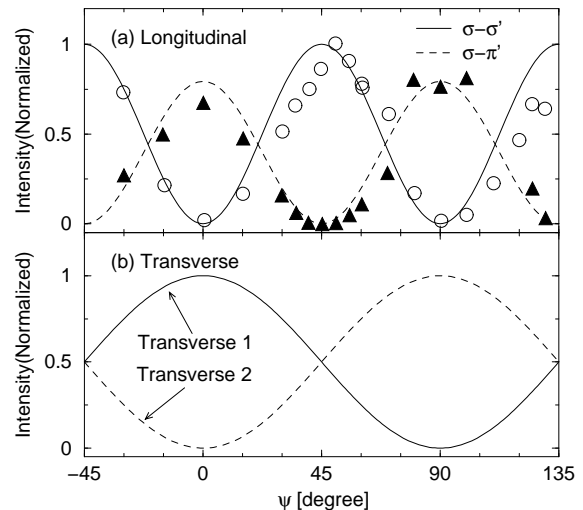 (a) Longitudinal
σ−σ'
σ−π'
Intensity(Normalized)
1
0.5
0
(b) Transverse
Transverse 1
Transverse 2
Intensity(Normalized)
1
0.5
0
−45 0 45 90 135
ψ [degree]